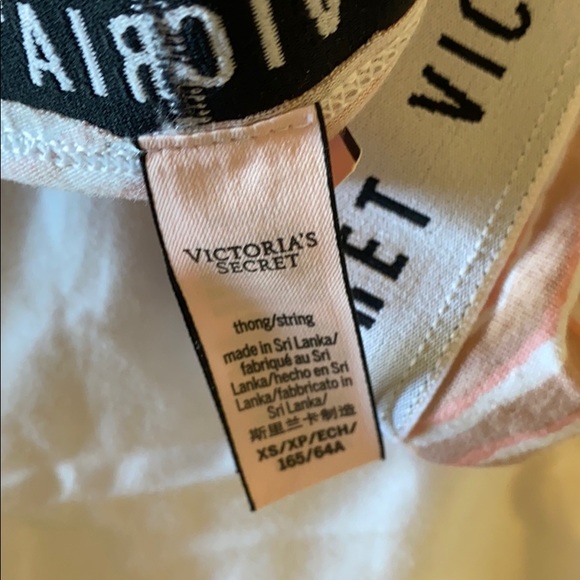 VIC
VICTORIA'S
SECRET
thong/string
made in Sri Lanka/
fabriqué au Sri
Lanka/hecho en Sri
Lanka/fabbricato in
Sri Lanka/
斯里兰卡制造
XS/XP/ECH/
165/64A